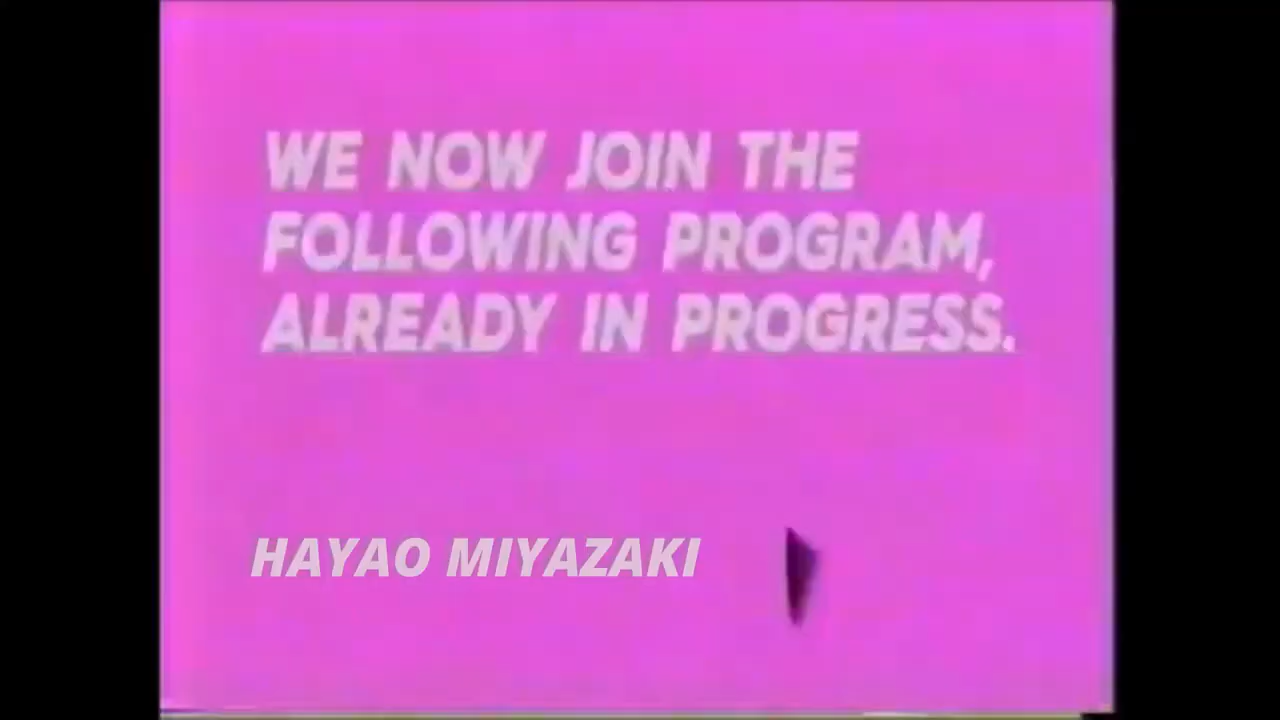 WE NOW JOIN THE
FOLLOWING PROGRAM,
ALREADY IN PROGRESS.
HAYAO MIYAZAKI